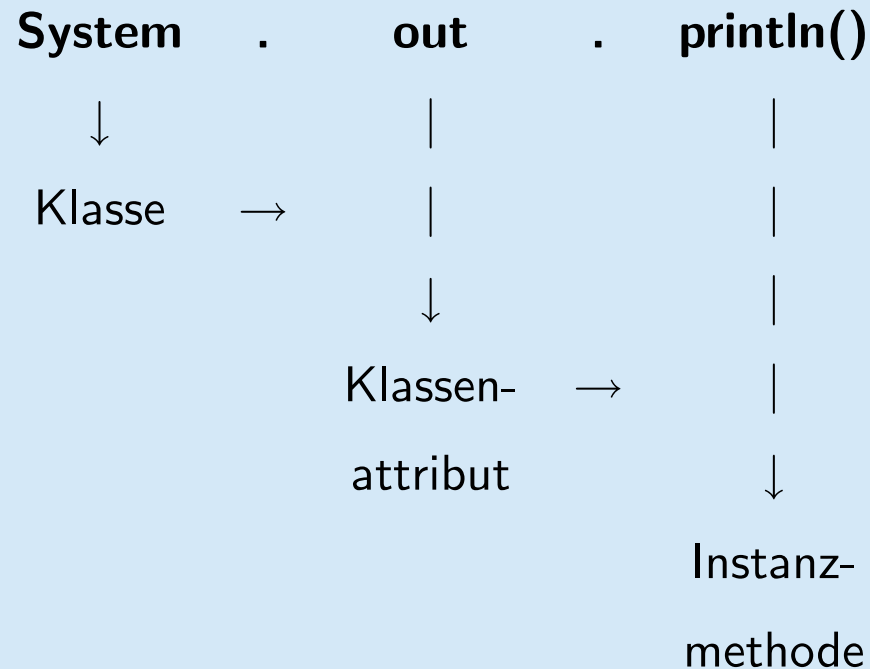 System . out . println()
↓ | |
Klasse → | |
↓ |
Klassen- → |
attribut ↓
Instanz-
methode